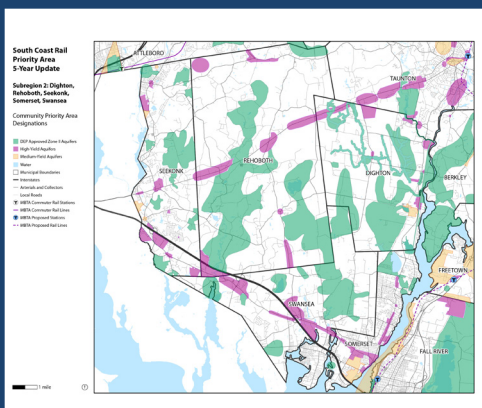 South Coast Rail
Priority Area
5-Year Update
Subregion 2: Dighton,
Rehoboth, Seekonk,
Somerset, Swansea
Community Priority Area
Designations
DEP Approved Zone II Aquifers
High-Yield Aquifers
Medium-Yield Aquifers
Water
Municipal Boundaries
Interstates
Arterials and Collectors
Local Roads
MBTA Commuter Rail Stations
MBTA Commuter Rail Lines
MBTA Proposed Stations
MBTA Proposed Rail Lines
1 mile
ATTLEBORO
TAUNTON
REHOBOTH
SEEKONK
DIGHTON
BERKLEY
FREETOWN
SWANSEA
SOMERSET
FALL RIVER